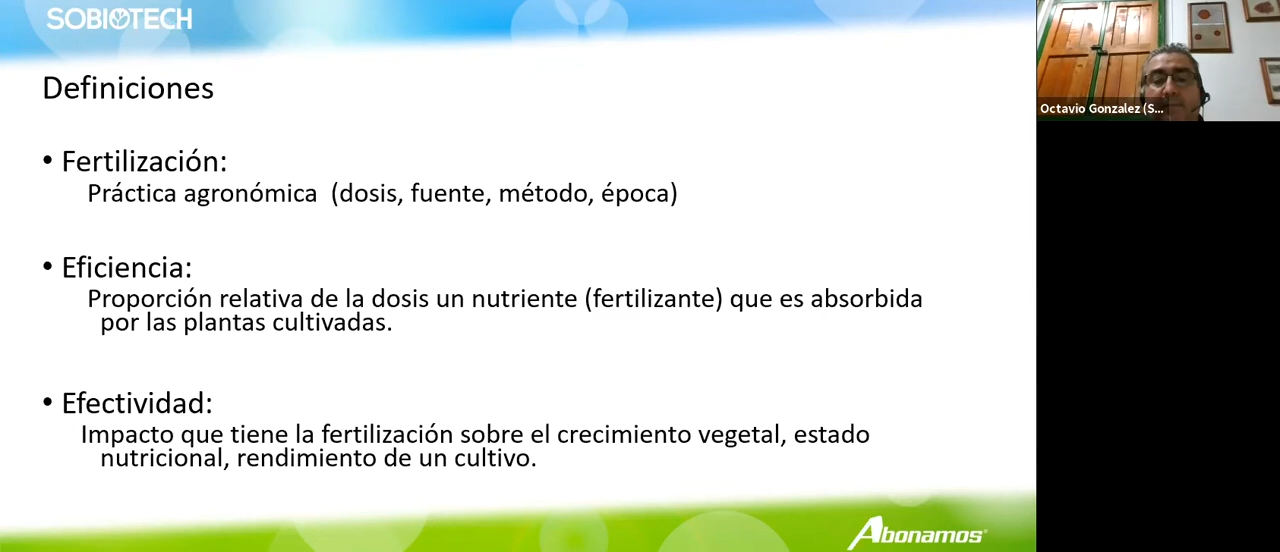 SOBIOTECH
Definiciones
• Fertilización:
Práctica agronómica (dosis, fuente, método, época)
• Eficiencia:
Proporción relativa de la dosis un nutriente (fertilizante) que es absorbida
por las plantas cultivadas.
• Efectividad:
Impacto que tiene la fertilización sobre el crecimiento vegetal, estado
nutricional, rendimiento de un cultivo.
Abonamos®
Octavio Gonzalez (S...